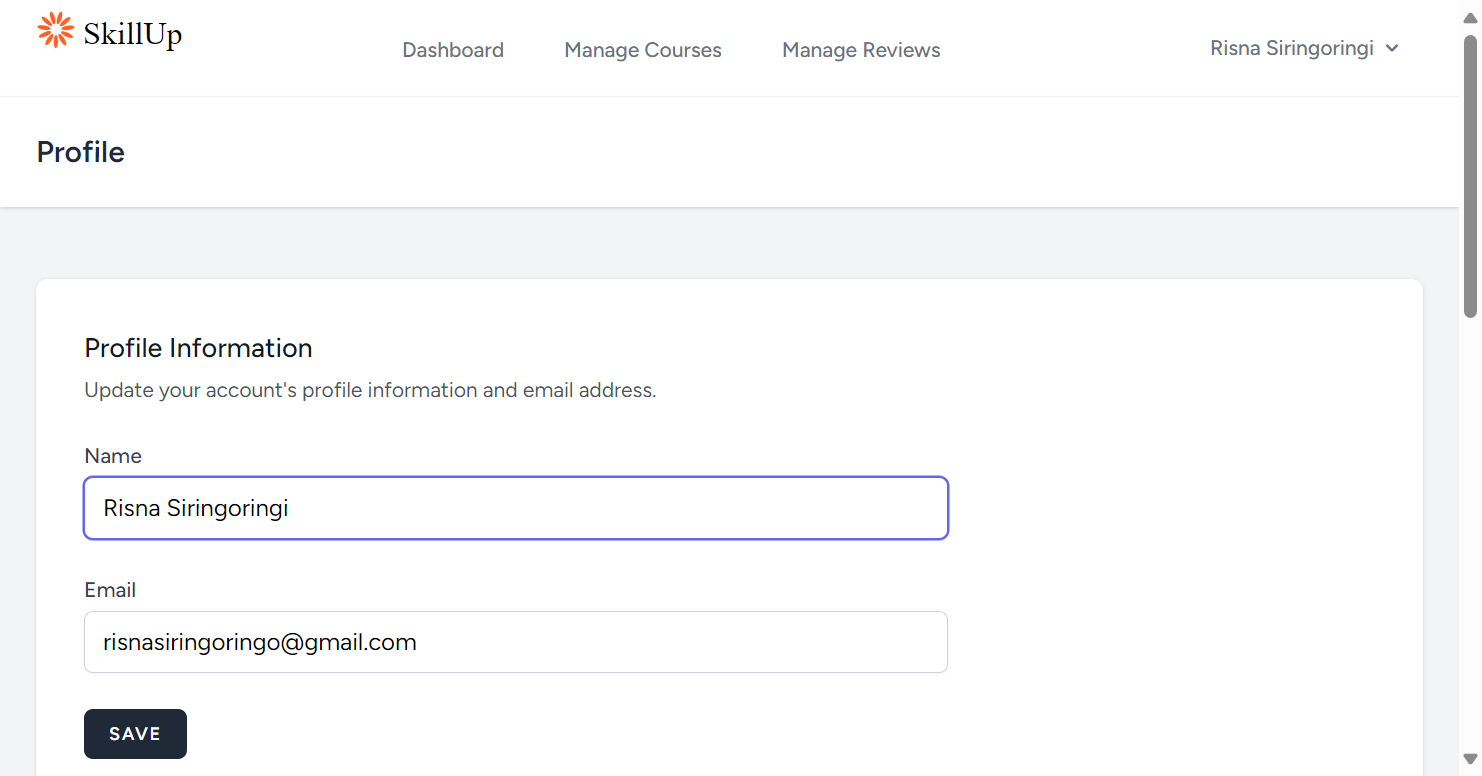 SkillUp
Dashboard
Manage Courses
Manage Reviews
Risna Siringoringi
Profile
Profile Information
Update your account's profile information and email address.
Name
Risna Siringoringi
Email
risnasiringoringo@gmail.com
SAVE